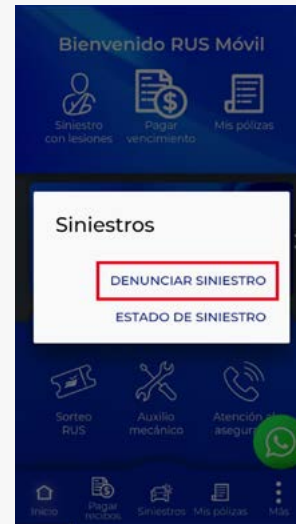 Bienvenido RUS Móvil
Siniestro
con lesiones
Pagar
vencimiento
Mis pólizas
Siniestros
DENUNCIAR SINIESTRO
ESTADO DE SINIESTRO
Sorteo
RUS
Auxilio
mecánico
Atención al
Inicio
Pagar
recibos
Siniestros
Mis pólizas
Más